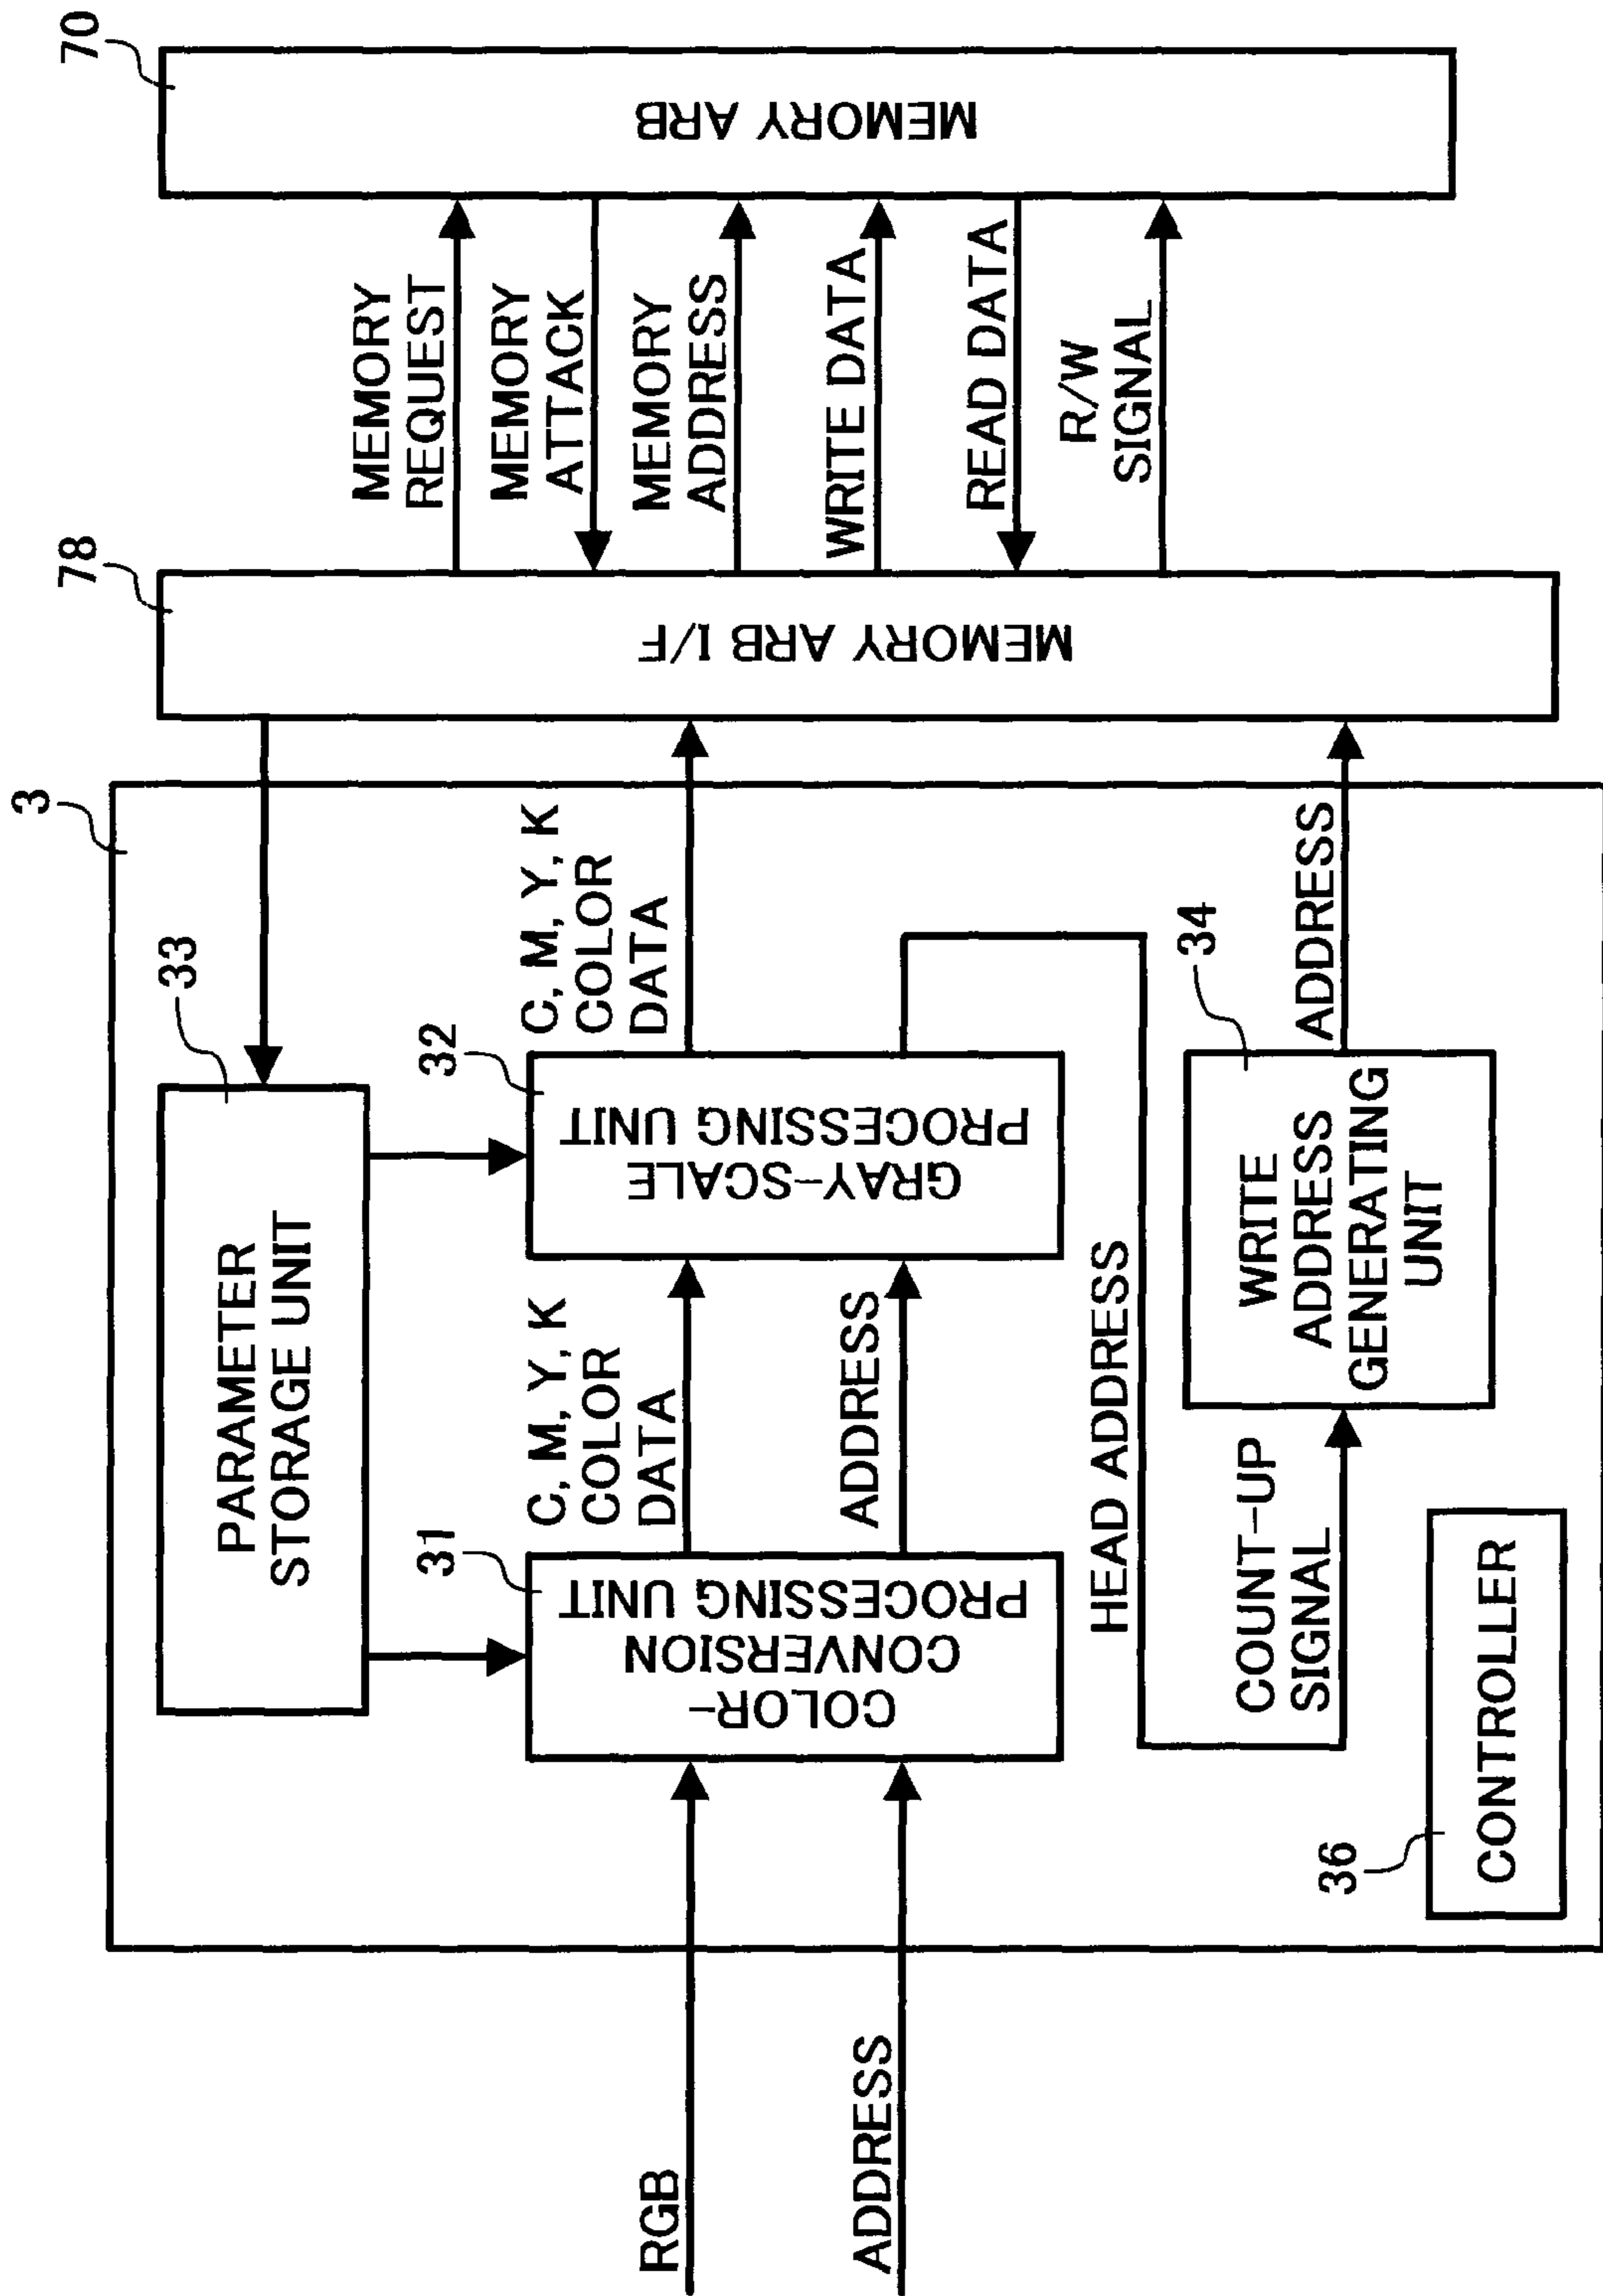 70
MEMORY ARB
MEMORY
REQUEST
MEMORY
ATTACK
MEMORY
ADDRESS
WRITE DATA
READ DATA
R/W
SIGNAL
78
MEMORY ARB I/F
3
33
PARAMETER
STORAGE UNIT
C, M, Y, K
COLOR
DATA
32
GRAY-SCALE
PROCESSING UNIT
C, M, Y, K
COLOR
DATA
ADDRESS
31
COLOR-
CONVERSION
PROCESSING UNIT
HEAD ADDRESS
ADDRESS
34
WRITE
ADDRESS
GENERATING
UNIT
COUNT-UP
SIGNAL
36
CONTROLLER
RGB
ADDRESS